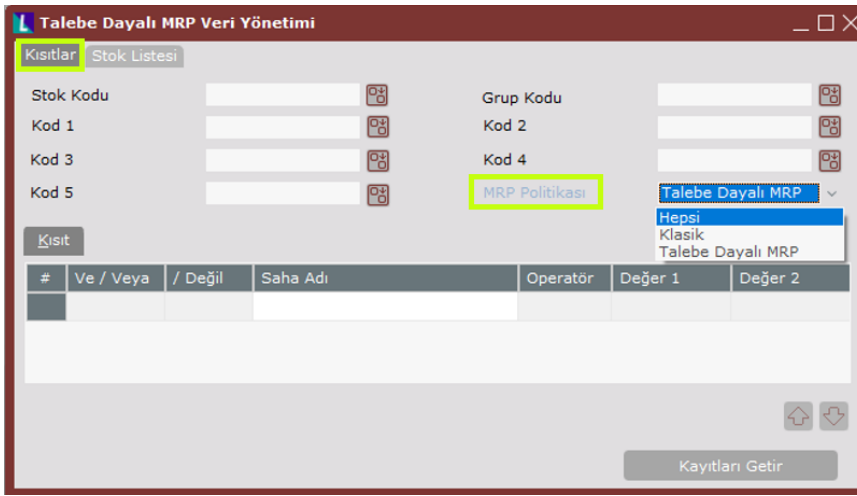 Talebe Dayalı MRP Veri Yönetimi
Kısıtlar Stok Listesi
Stok Kodu Grup Kodu
Kod 1 Kod 2
Kod 3 Kod 4
Kod 5 MRP Politikası Talebe Dayalı MRP
Hepsi
Klasik
Talebe Dayalı MRP
Kısıt
# Ve / Veya / Değil Saha Adı Operatör Değer 1 Değer 2
Kayıtları Getir